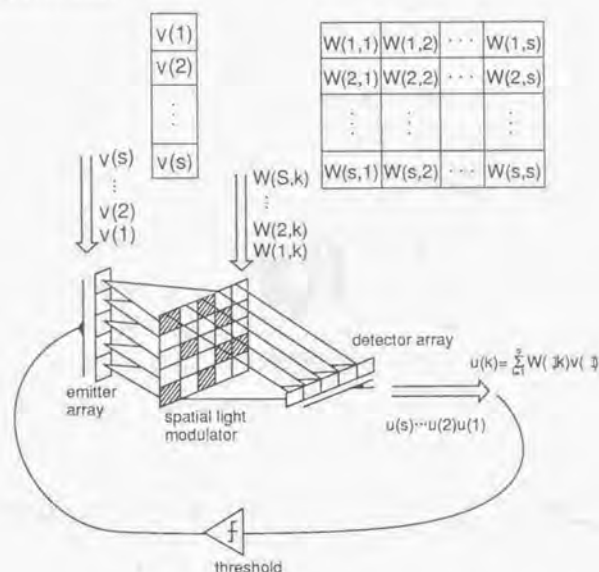 v(1)
v(2)
⋮
v(s)
W(1,1) W(1,2) ··· W(1,s)
W(2,1) W(2,2) ··· W(2,s)
⋮ ⋮ ⋮
W(s,1) W(s,2) ··· W(s,s)
v(s)
⋮
v(2)
v(1)
W(S,k)
⋮
W(2,k)
W(1,k)
emitter
array
spatial light
modulator
detector array
u(k)= Σ W( k)v( )
u(s)···u(2)u(1)
threshold